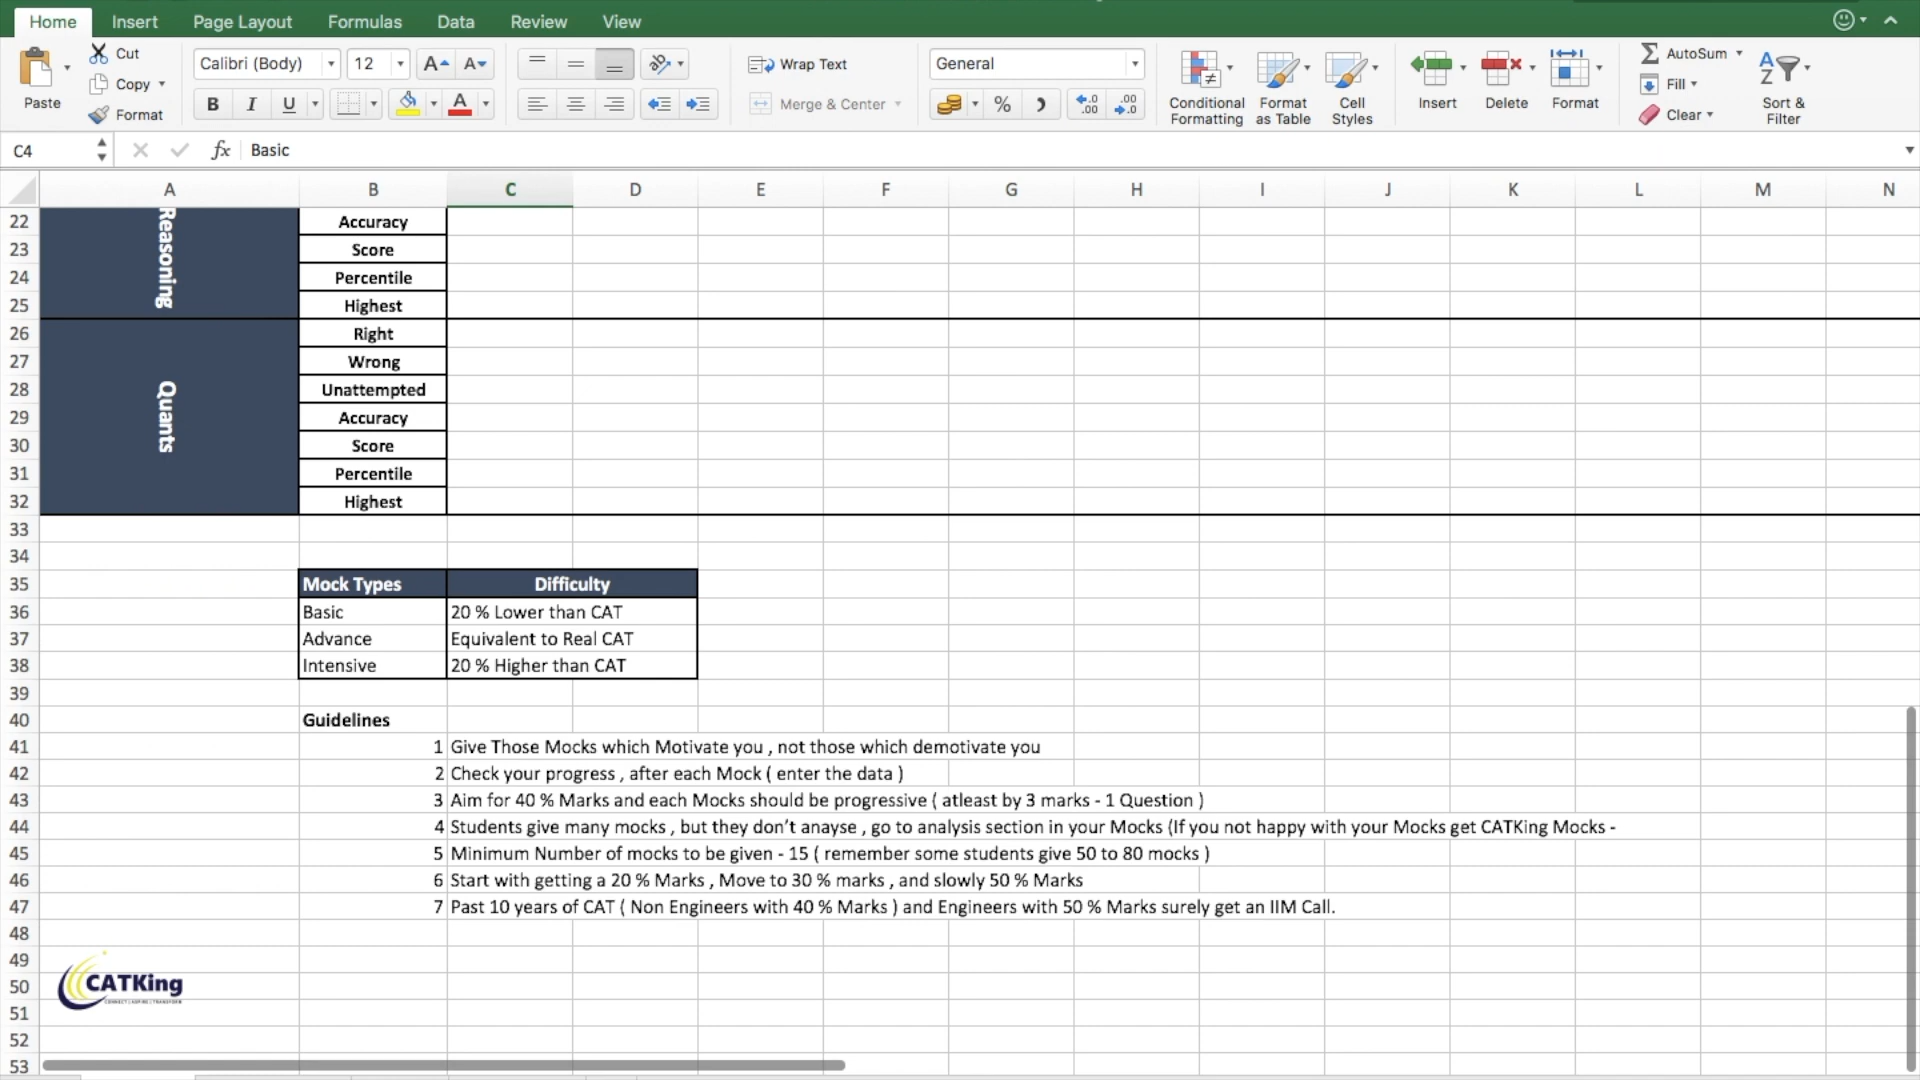 Home Insert Page Layout Formulas Data Review View
Cut
Copy
Format
Paste
Calibri (Body) 12
A A
B I U A
Wrap Text
Merge & Center
General
% .0 .00 .00 .0
Conditional Formatting
Format as Table
Cell Styles
Insert
Delete
Format
AutoSum
Fill
Clear
A Z
Sort & Filter
C4 fx Basic
A B C D E F G H I J K L M N
Reasoning
22 Accuracy
23 Score
24 Percentile
25 Highest
Quants
26 Right
27 Wrong
28 Unattempted
29 Accuracy
30 Score
31 Percentile
32 Highest
33
34
35 Mock Types Difficulty
36 Basic 20 % Lower than CAT
37 Advance Equivalent to Real CAT
38 Intensive 20 % Higher than CAT
39
40 Guidelines
41 1 Give Those Mocks which Motivate you , not those which demotivate you
42 2 Check your progress , after each Mock ( enter the data )
43 3 Aim for 40 % Marks and each Mocks should be progressive ( atleast by 3 marks - 1 Question )
44 4 Students give many mocks , but they don't anayse , go to analysis section in your Mocks (If you not happy with your Mocks get CATKing Mocks -
45 5 Minimum Number of mocks to be given - 15 ( remember some students give 50 to 80 mocks )
46 6 Start with getting a 20 % Marks , Move to 30 % marks , and slowly 50 % Marks
47 7 Past 10 years of CAT ( Non Engineers with 40 % Marks ) and Engineers with 50 % Marks surely get an IIM Call.
48
49
50
51
52
53
CATKing
CONNECT | ASPIRE | TRANSFORM